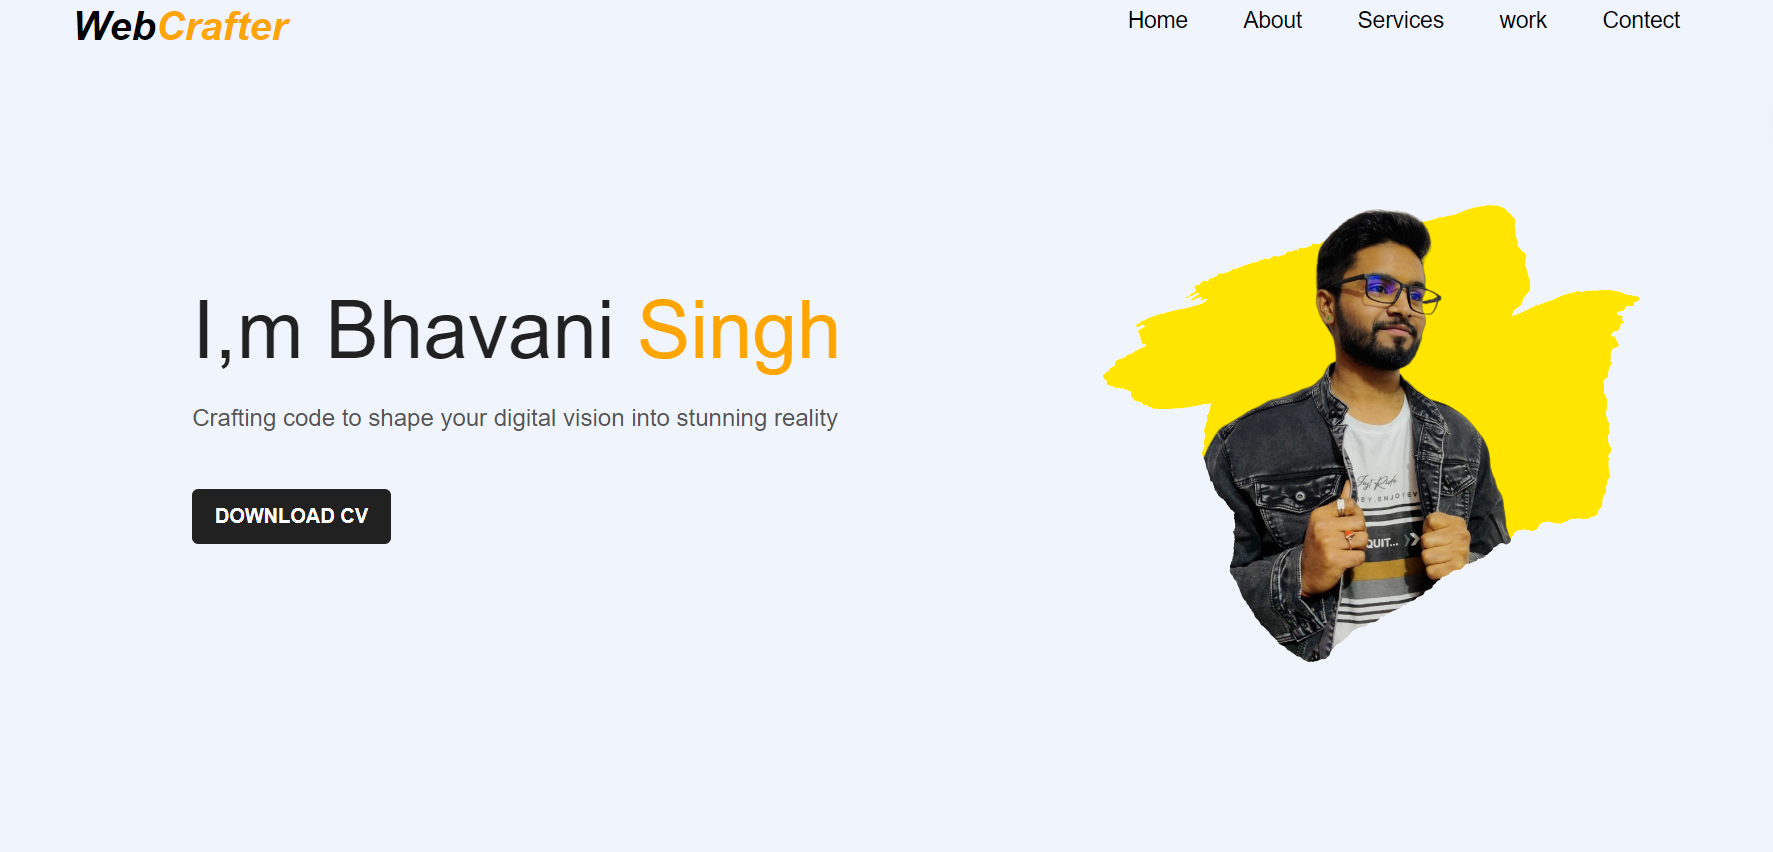 WebCrafter
Home About Services work Contect
I,m Bhavani Singh
Crafting code to shape your digital vision into stunning reality
DOWNLOAD CV
QUIT...